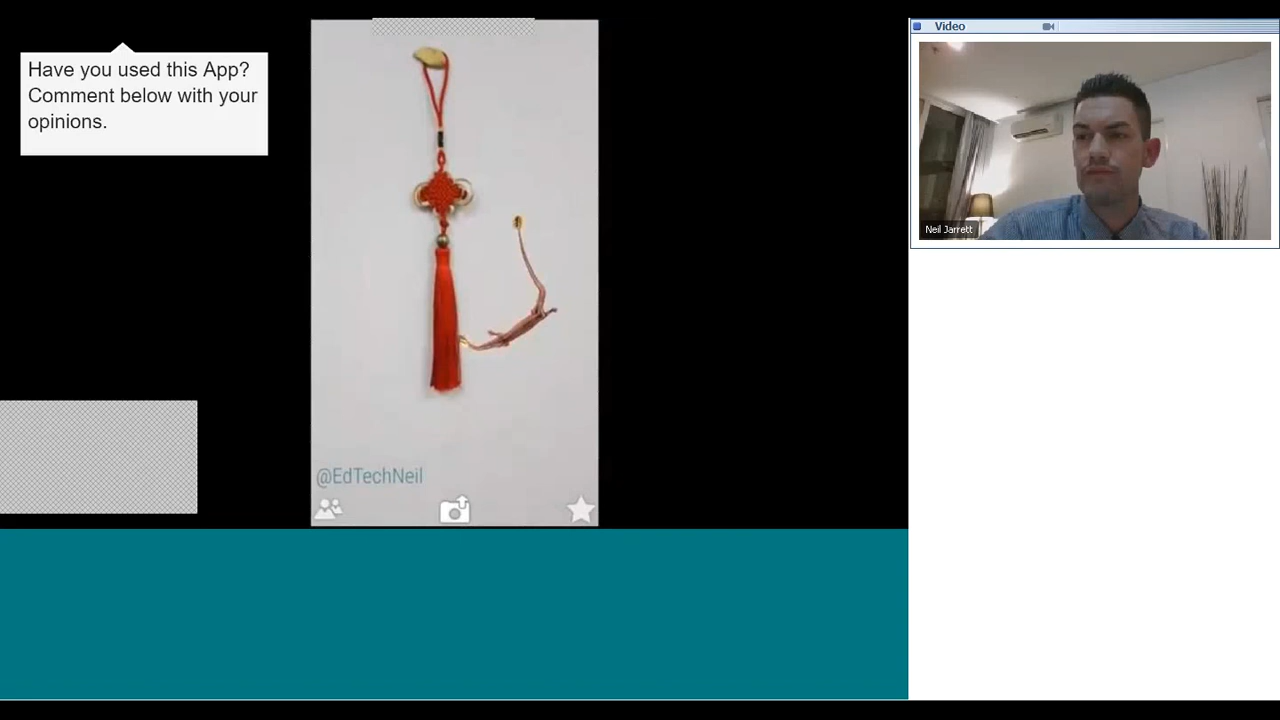 Have you used this App?
Comment below with your
opinions.
@EdTechNeil
Video
Neil Jarrett